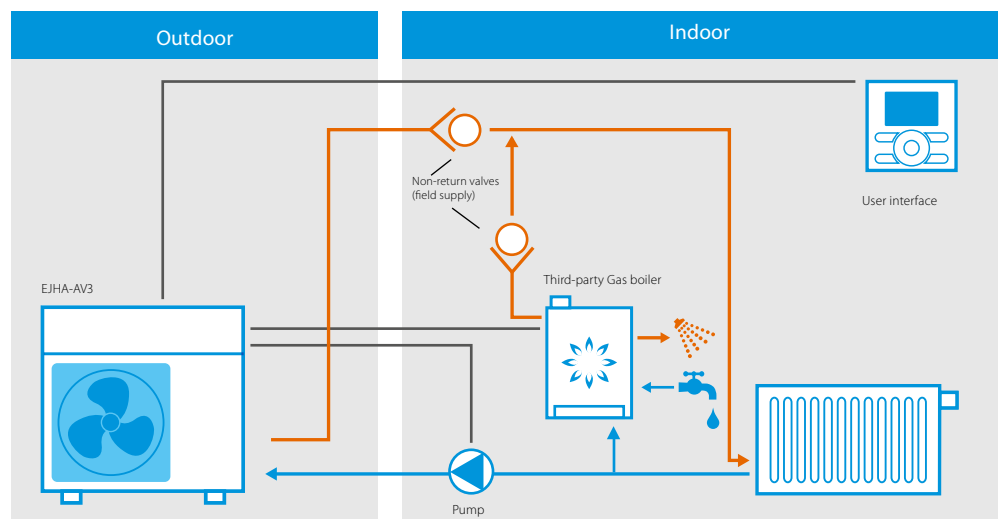 Outdoor
Indoor
Non-return valves
(field supply)
User interface
EJHA-AV3
Third-party Gas boiler
Pump